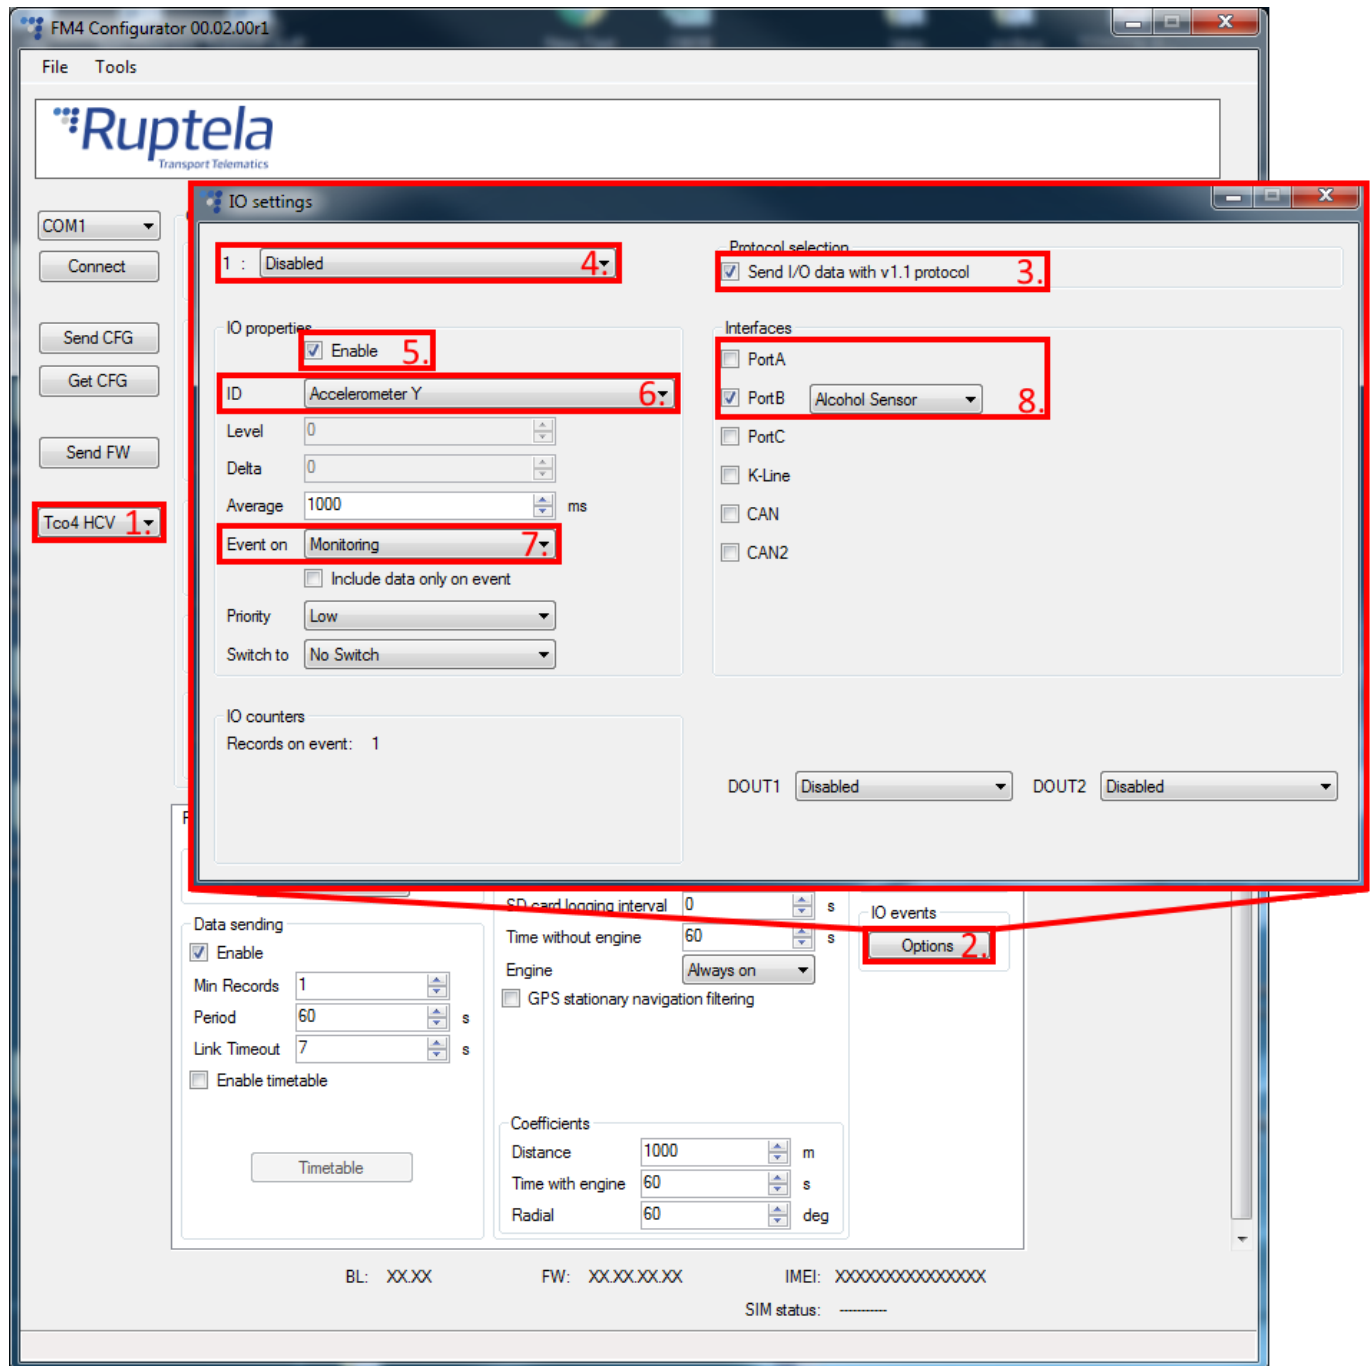 FM4 Configurator 00.02.00r1
File Tools
Ruptela
Transport Telematics
COM1
Connect
Send CFG
Get CFG
Send FW
Tco4 HCV 1.
IO settings
1 : Disabled 4.
Protocol selection
Send I/O data with v1.1 protocol 3.
IO properties
Enable 5.
ID Accelerometer Y 6.
Level 0
Delta 0
Average 1000 ms
Event on Monitoring 7.
Include data only on event
Priority Low
Switch to No Switch
Interfaces
PortA
PortB Alcohol Sensor 8.
PortC
K-Line
CAN
CAN2
IO counters
Records on event: 1
DOUT1 Disabled DOUT2 Disabled
Data sending
Enable
Min Records 1
Period 60 s
Link Timeout 7 s
Enable timetable
Timetable
SD card logging interval 0 s
Time without engine 60 s
Engine Always on
GPS stationary navigation filtering
Coefficients
Distance 1000 m
Time with engine 60 s
Radial 60 deg
IO events
Options 2.
BL: XX.XX FW: XX.XX.XX.XX IMEI: XXXXXXXXXXXXXXX
SIM status: -----------